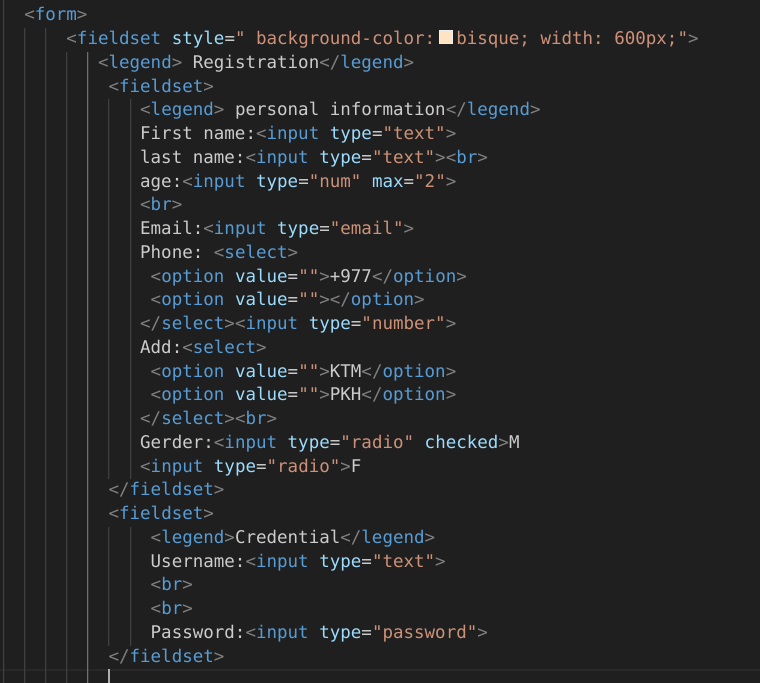 <form>
<fieldset style=" background-color: bisque; width: 600px;">
<legend> Registration</legend>
<fieldset>
<legend> personal information</legend>
First name:<input type="text">
last name:<input type="text"><br>
age:<input type="num" max="2">
<br>
Email:<input type="email">
Phone: <select>
<option value="">+977</option>
<option value=""></option>
</select><input type="number">
Add:<select>
<option value="">KTM</option>
<option value="">PKH</option>
</select><br>
Gerder:<input type="radio" checked>M
<input type="radio">F
</fieldset>
<fieldset>
<legend>Credential</legend>
Username:<input type="text">
<br>
<br>
Password:<input type="password">
</fieldset>